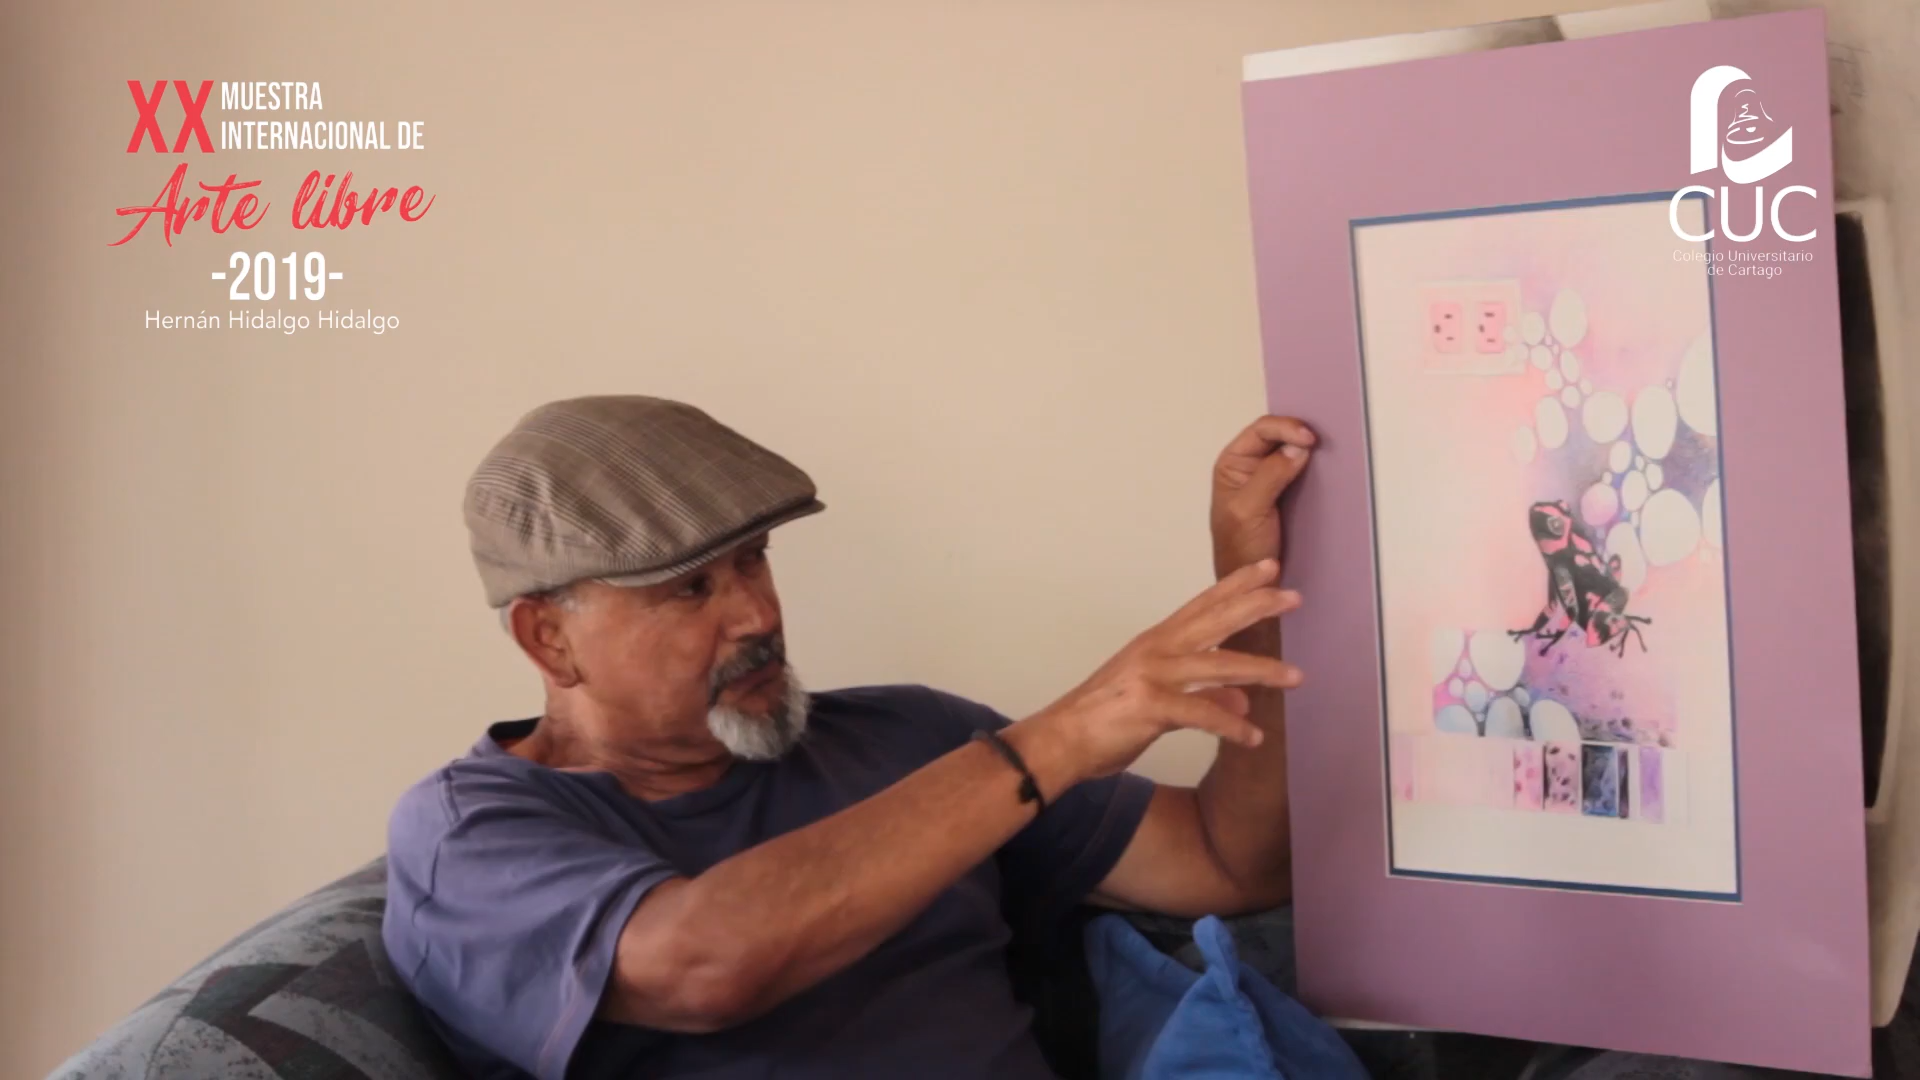 XX MUESTRA
INTERNACIONAL DE
Arte libre
-2019-
Hernán Hidalgo Hidalgo
CUC
Colegio Universitario
de Cartago